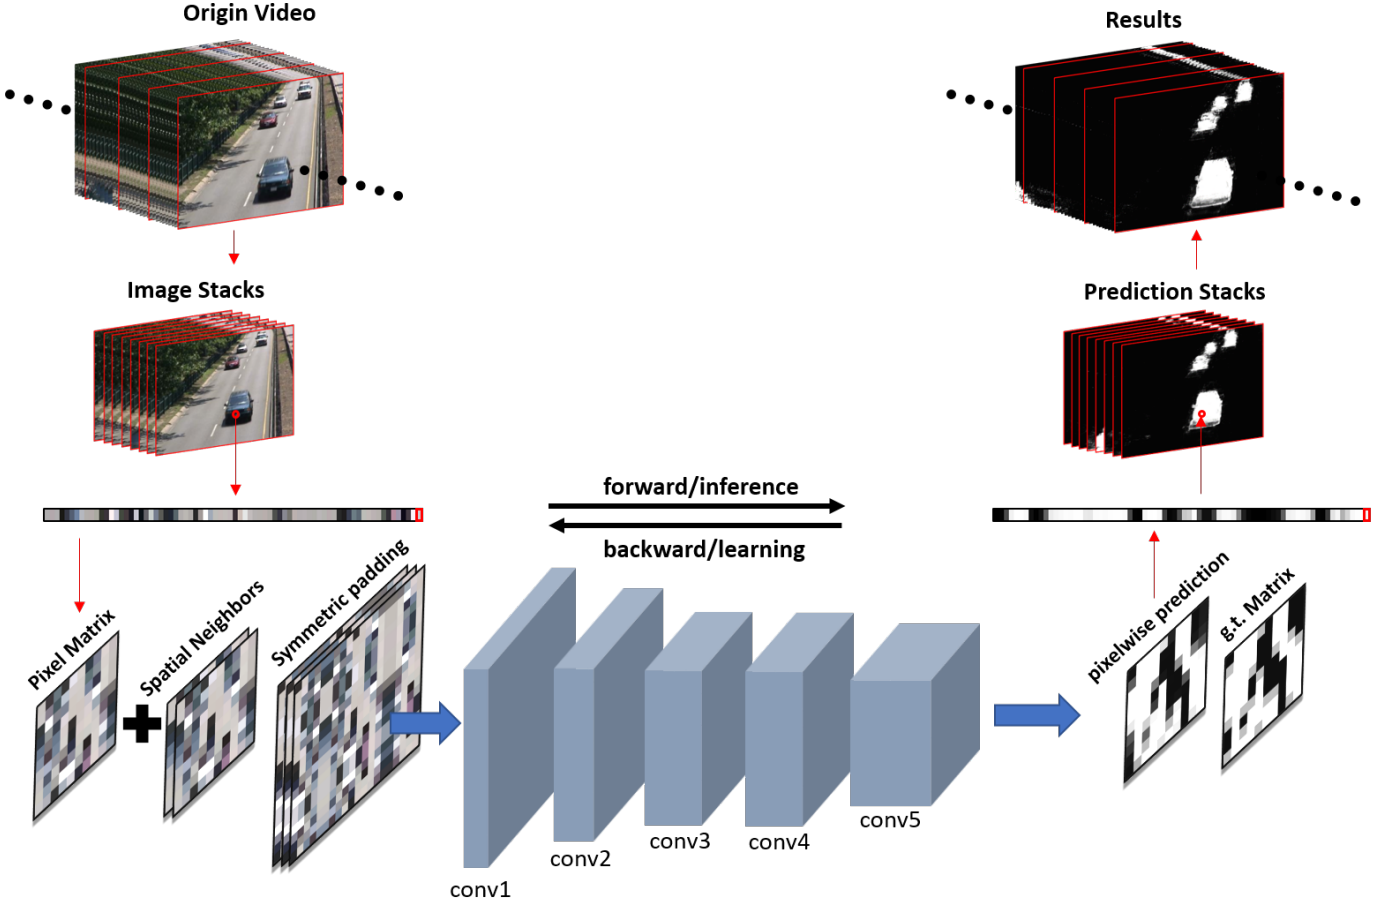 Origin Video
Results
Image Stacks
Prediction Stacks
forward/inference
backward/learning
Pixel Matrix
Spatial Neighbors
Symmetric padding
pixelwise prediction
g.t. Matrix
conv1
conv2
conv3
conv4
conv5